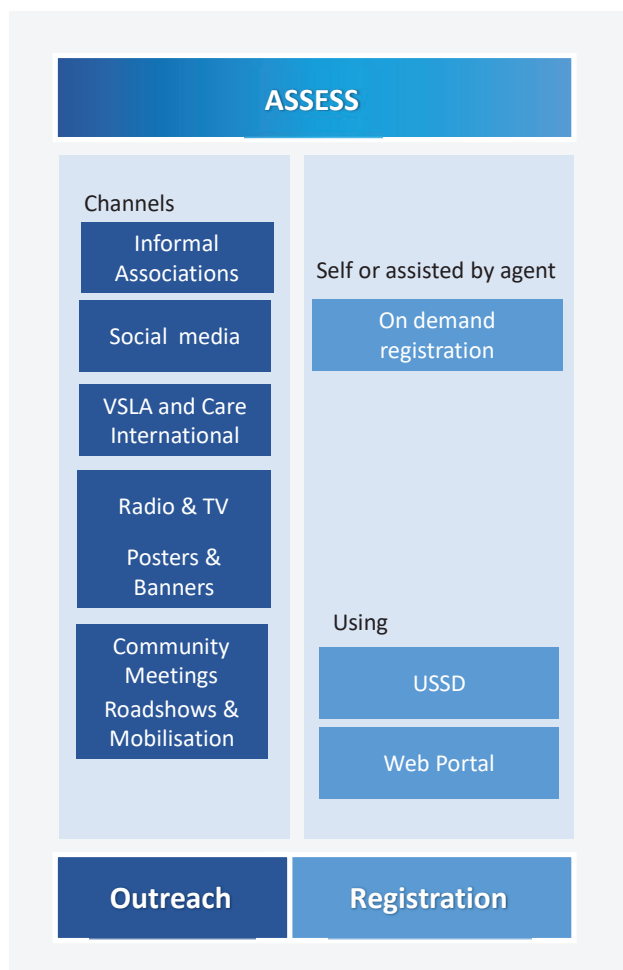 ASSESS
Channels
Informal
Associations
Social media
VSLA and Care
International
Radio & TV
Posters &
Banners
Community
Meetings
Roadshows &
Mobilisation
Self or assisted by agent
On demand
registration
Using
USSD
Web Portal
Outreach
Registration